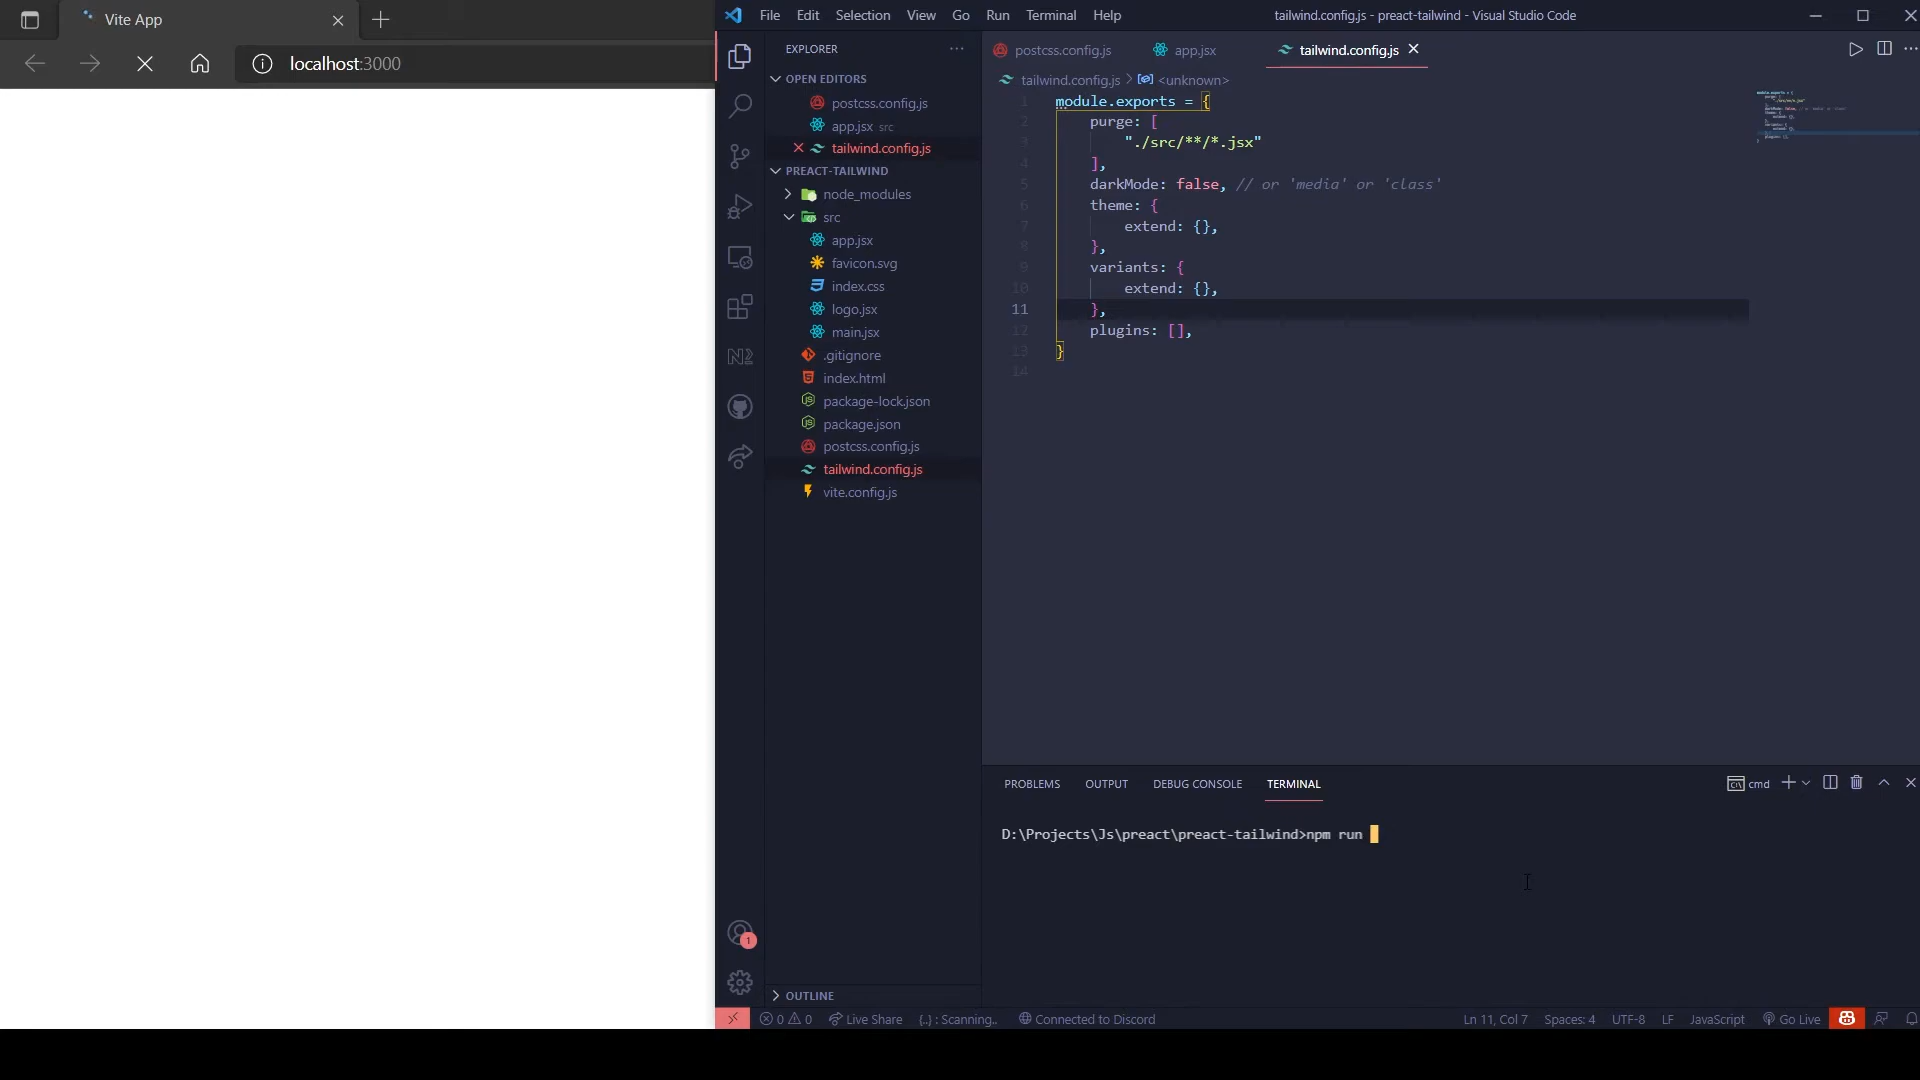 Vite App
localhost:3000
File Edit Selection View Go Run Terminal Help
tailwind.config.js - preact-tailwind - Visual Studio Code
EXPLORER
OPEN EDITORS
postcss.config.js
app.jsx src
tailwind.config.js
PREACT-TAILWIND
node_modules
src
app.jsx
favicon.svg
index.css
logo.jsx
main.jsx
.gitignore
index.html
package-lock.json
package.json
postcss.config.js
tailwind.config.js
vite.config.js
OUTLINE
postcss.config.js app.jsx tailwind.config.js
tailwind.config.js > <unknown>
1 module.exports = {
2 purge: [
3 "./src/**/*.jsx"
4 ],
5 darkMode: false, // or 'media' or 'class'
6 theme: {
7 extend: {},
8 },
9 variants: {
10 extend: {},
11 },
12 plugins: [],
13 }
14
PROBLEMS OUTPUT DEBUG CONSOLE TERMINAL
cmd
D:\Projects\Js\preact\preact-tailwind>npm run
1
0 0 Live Share {..} : Scanning.. Connected to Discord
Ln 11, Col 7 Spaces: 4 UTF-8 LF JavaScript Go Live